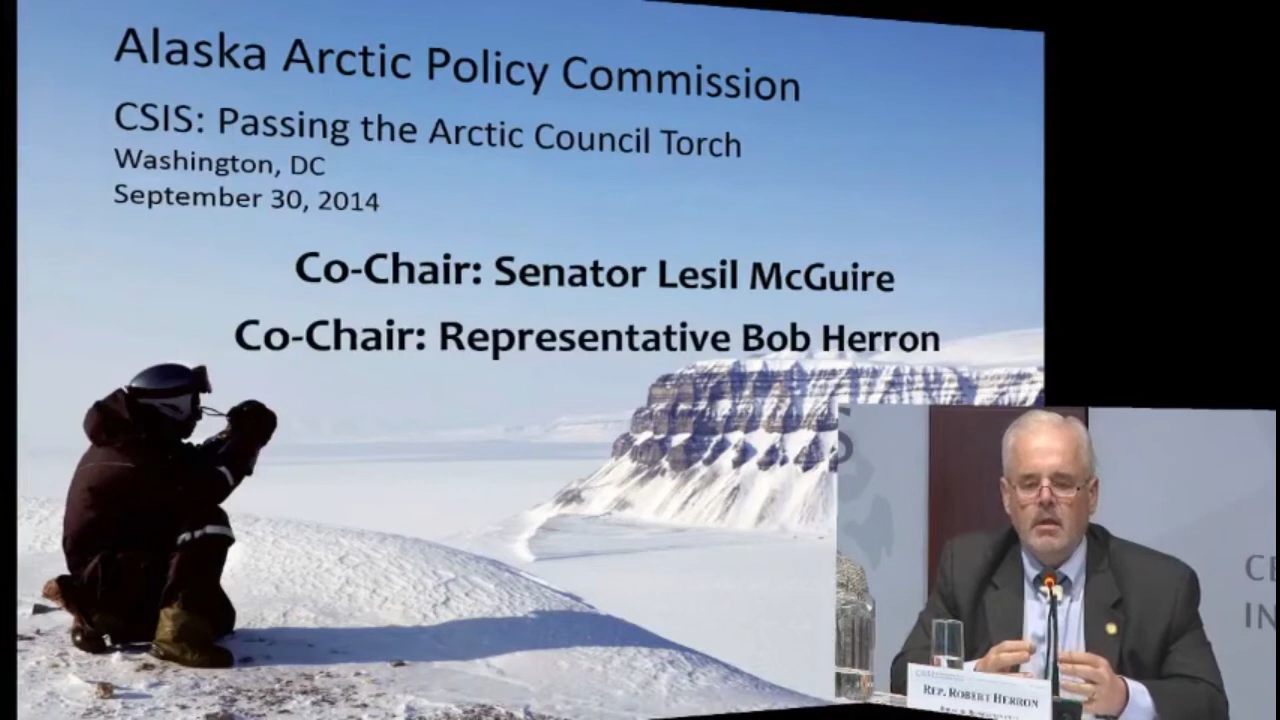 Alaska Arctic Policy Commission
CSIS: Passing the Arctic Council Torch
Washington, DC
September 30, 2014
Co-Chair: Senator Lesil McGuire
Co-Chair: Representative Bob Herron
REP. ROBERT HERRON